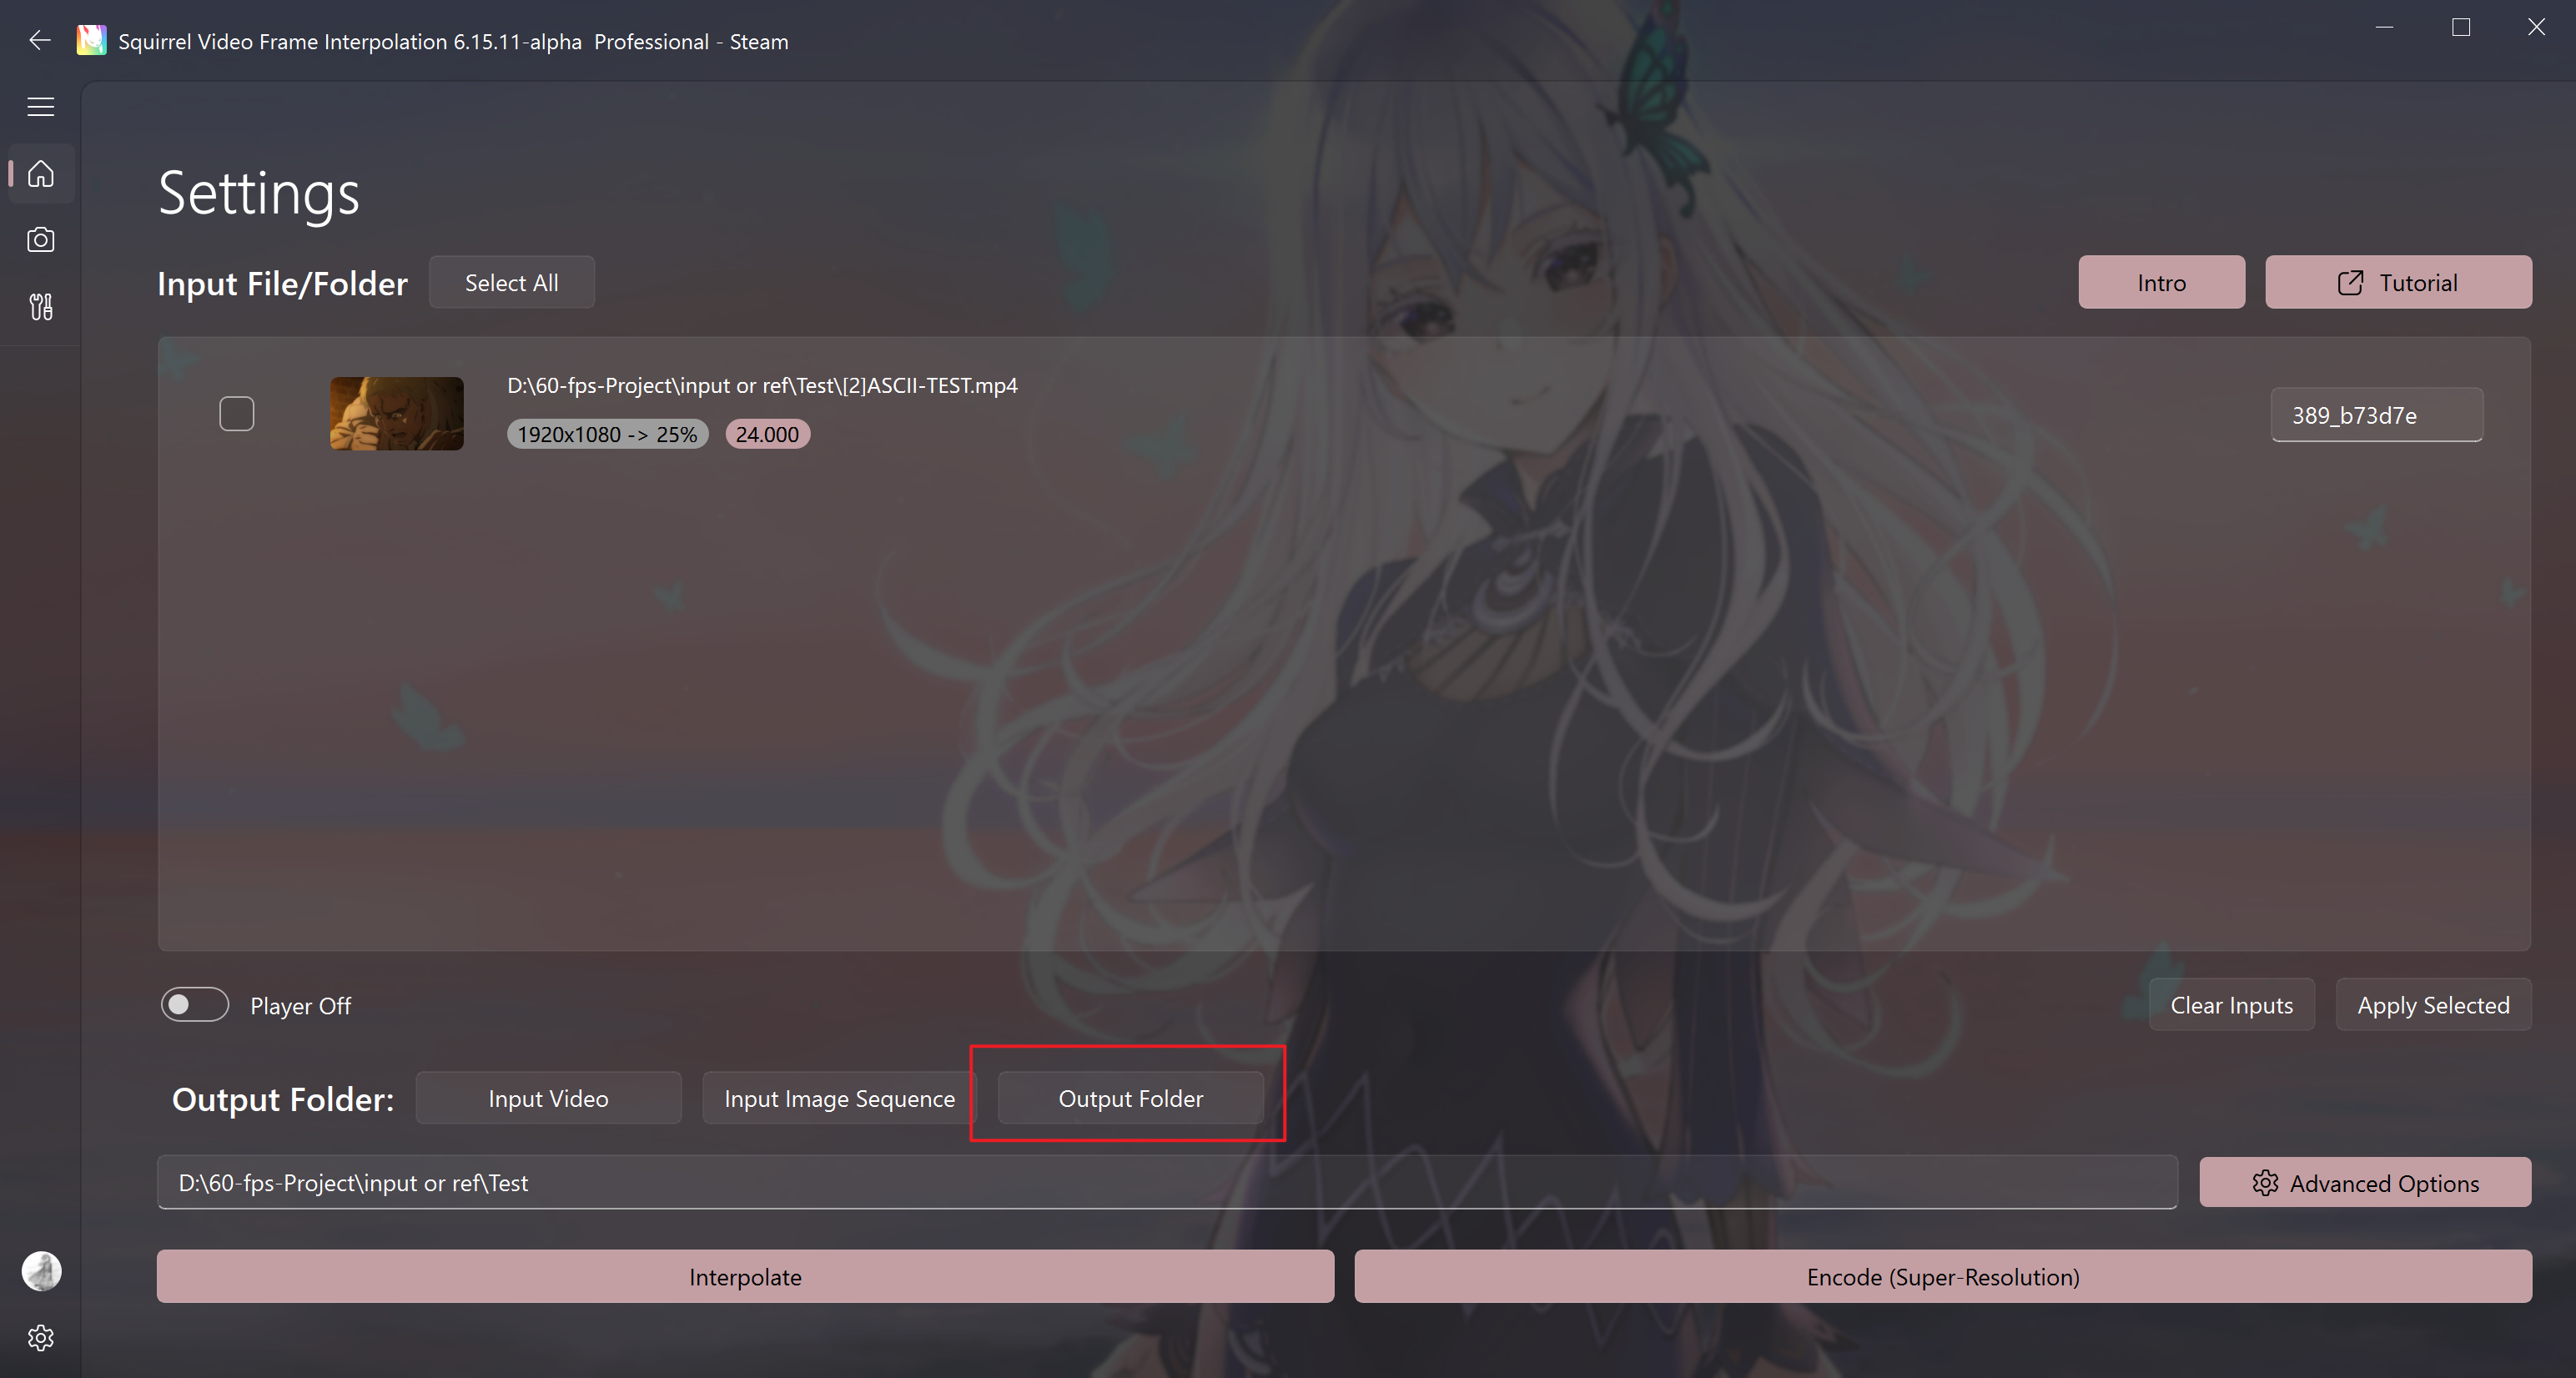 Squirrel Video Frame Interpolation 6.15.11-alpha  Professional - Steam
Settings
Input File/Folder
Select All
Intro
Tutorial
D:\60-fps-Project\input or ref\Test\[2]ASCII-TEST.mp4
1920x1080 -> 25%
24.000
389_b73d7e
Player Off
Clear Inputs
Apply Selected
Output Folder:
Input Video
Input Image Sequence
Output Folder
D:\60-fps-Project\input or ref\Test
Advanced Options
Interpolate
Encode (Super-Resolution)